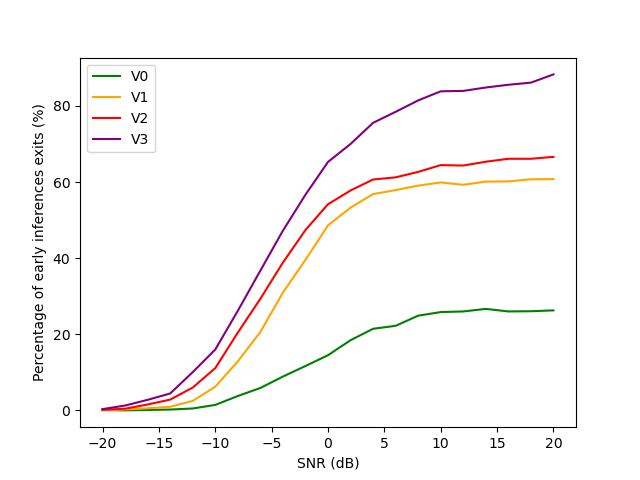 V0
V1
V2
V3
80
60
40
20
0
Percentage of early inferences exits (%)
−20 −15 −10 −5 0 5 10 15 20
SNR (dB)